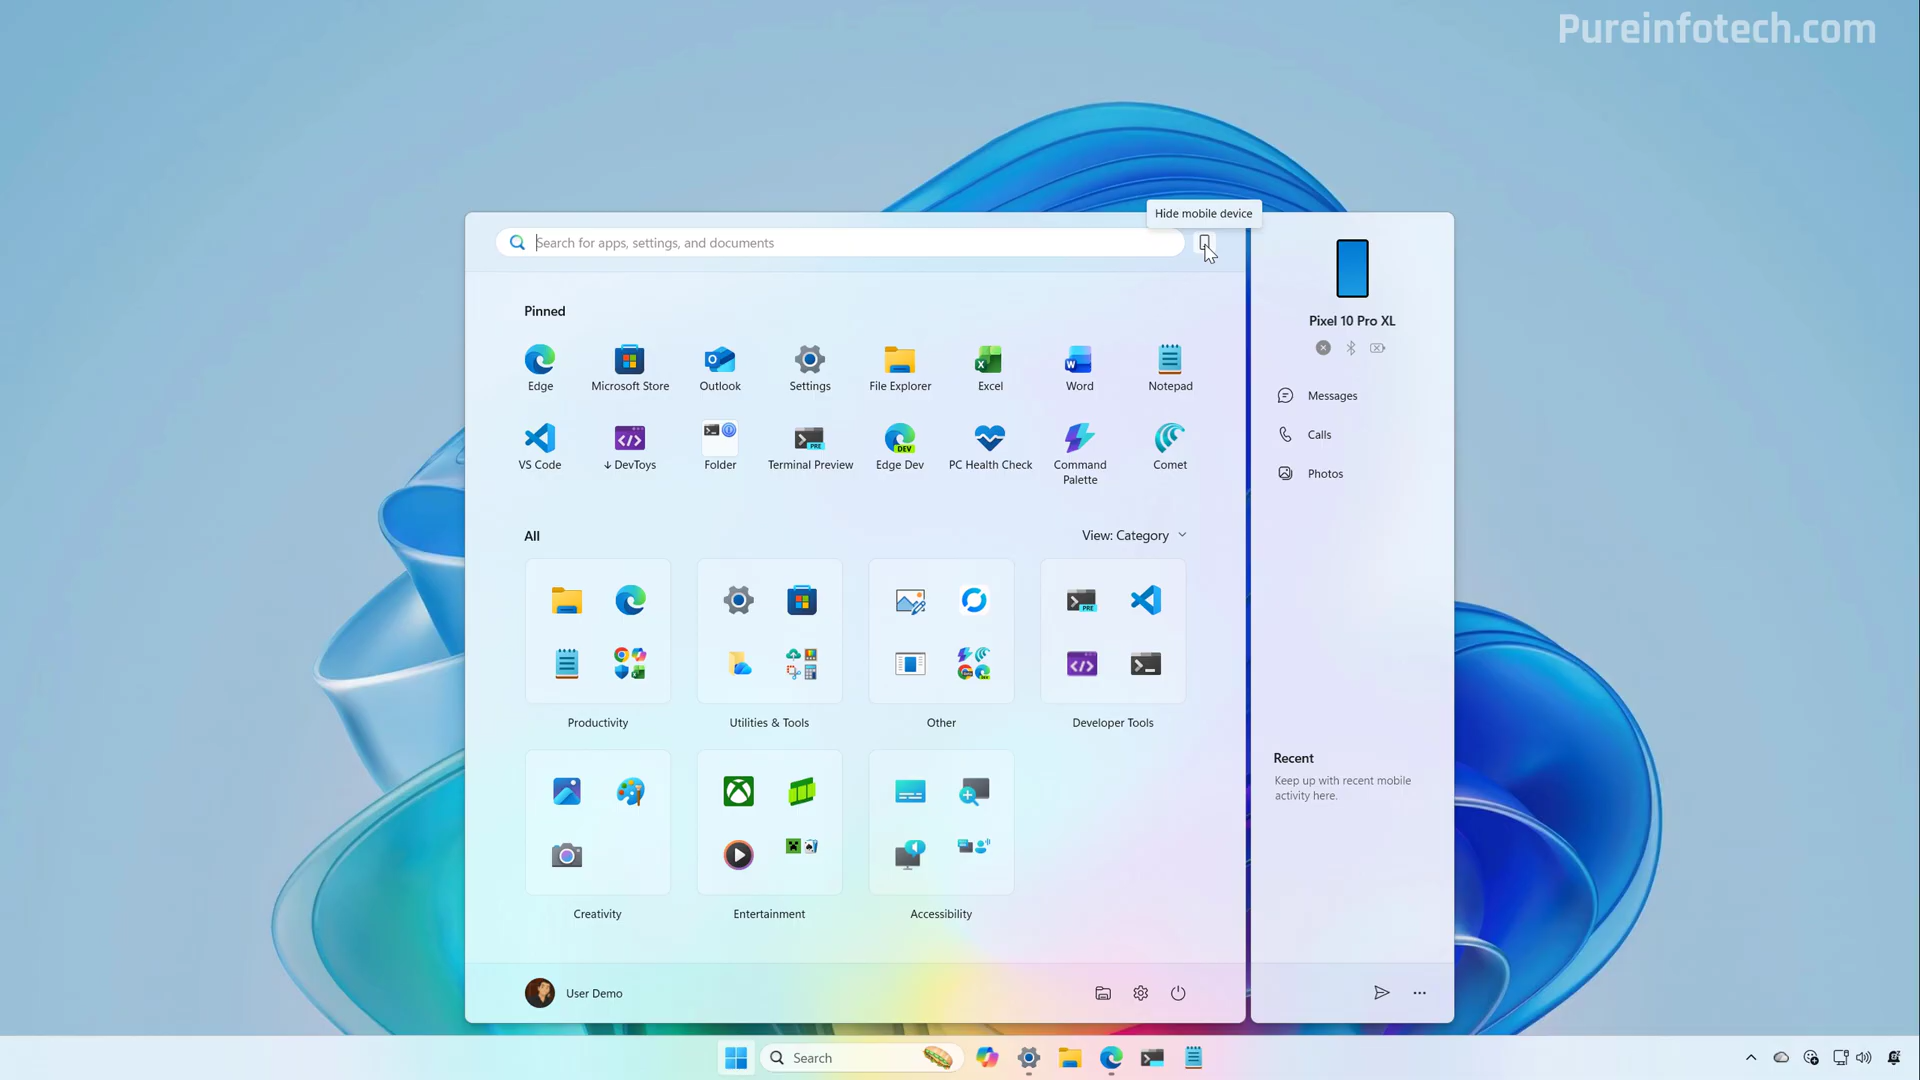 Pureinfotech.com
Hide mobile device
Search for apps, settings, and documents
Pinned
Edge
Microsoft Store
Outlook
Settings
File Explorer
Excel
Word
Notepad
VS Code
DevToys
Folder
Terminal Preview
Edge Dev
PC Health Check
Command
Palette
Comet
PRE
DEV
All
View: Category
PRE
Productivity
Utilities & Tools
Other
Developer Tools
Creativity
Entertainment
Accessibility
User Demo
Pixel 10 Pro XL
Messages
Calls
Photos
Recent
Keep up with recent mobile
activity here.
Search